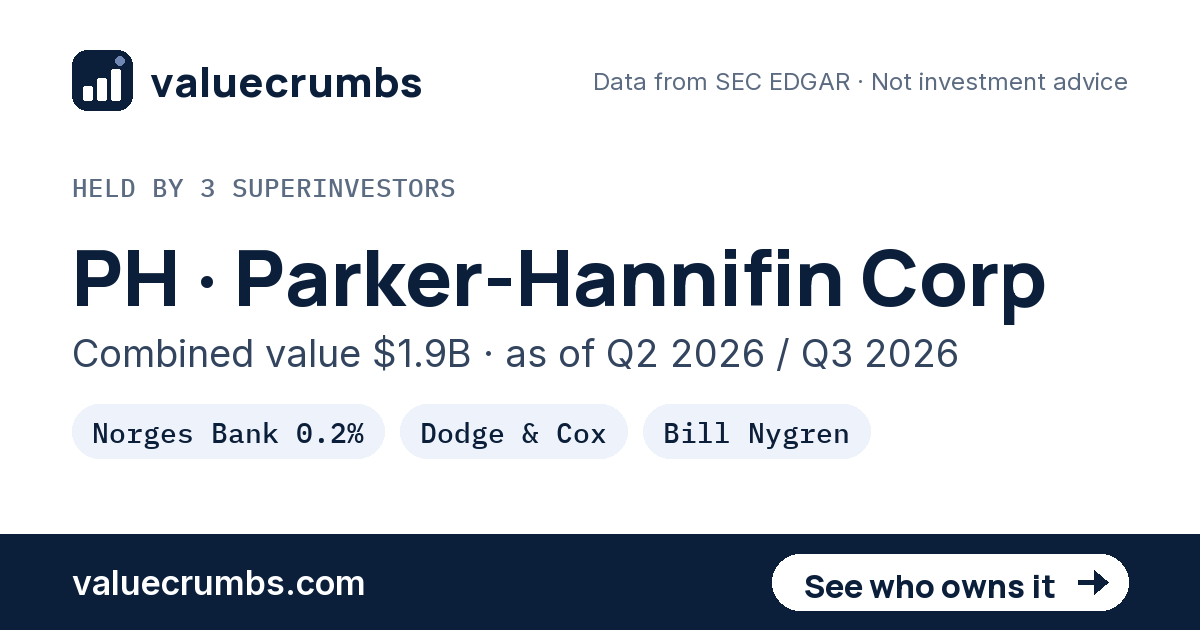 valuecrumbs
Data from SEC EDGAR · Not investment advice
HELD BY 3 SUPERINVESTORS
PH · Parker-Hannifin Corp
Combined value $1.9B · as of Q2 2026 / Q3 2026
Norges Bank 0.2%
Dodge & Cox
Bill Nygren
valuecrumbs.com
See who owns it →